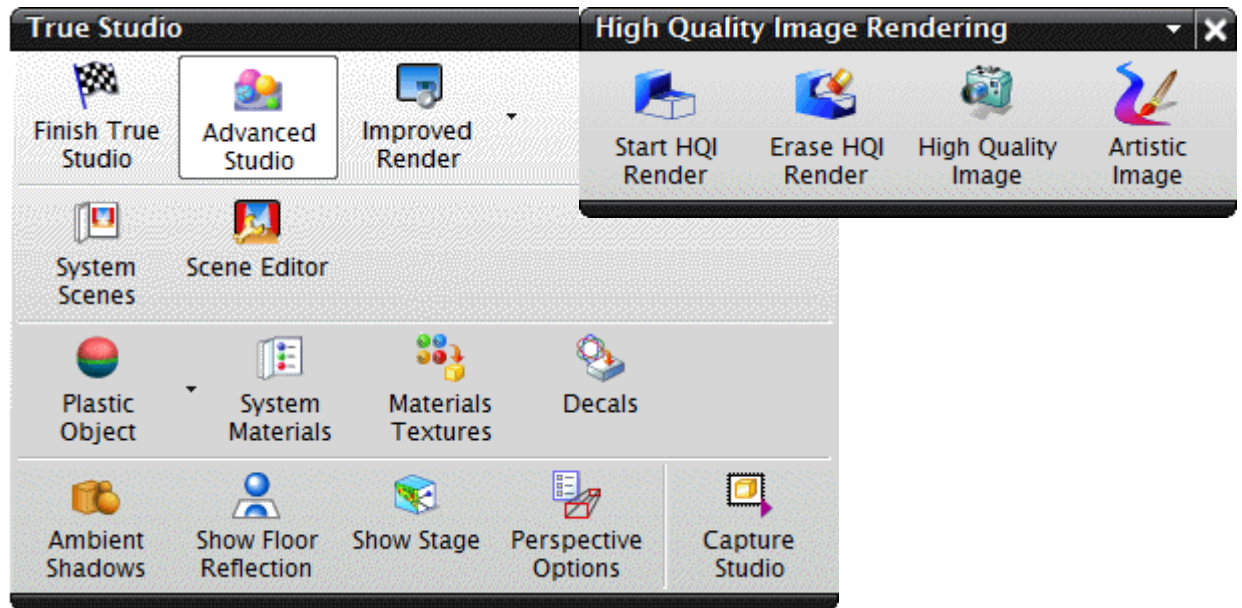 True Studio
High Quality Image Rendering
Finish True
Studio
Advanced
Studio
Improved
Render
Start HQI
Render
Erase HQI
Render
High Quality
Image
Artistic
Image
System
Scenes
Scene Editor
Plastic
Object
System
Materials
Materials
Textures
Decals
Ambient
Shadows
Show Floor
Reflection
Show Stage
Perspective
Options
Capture
Studio